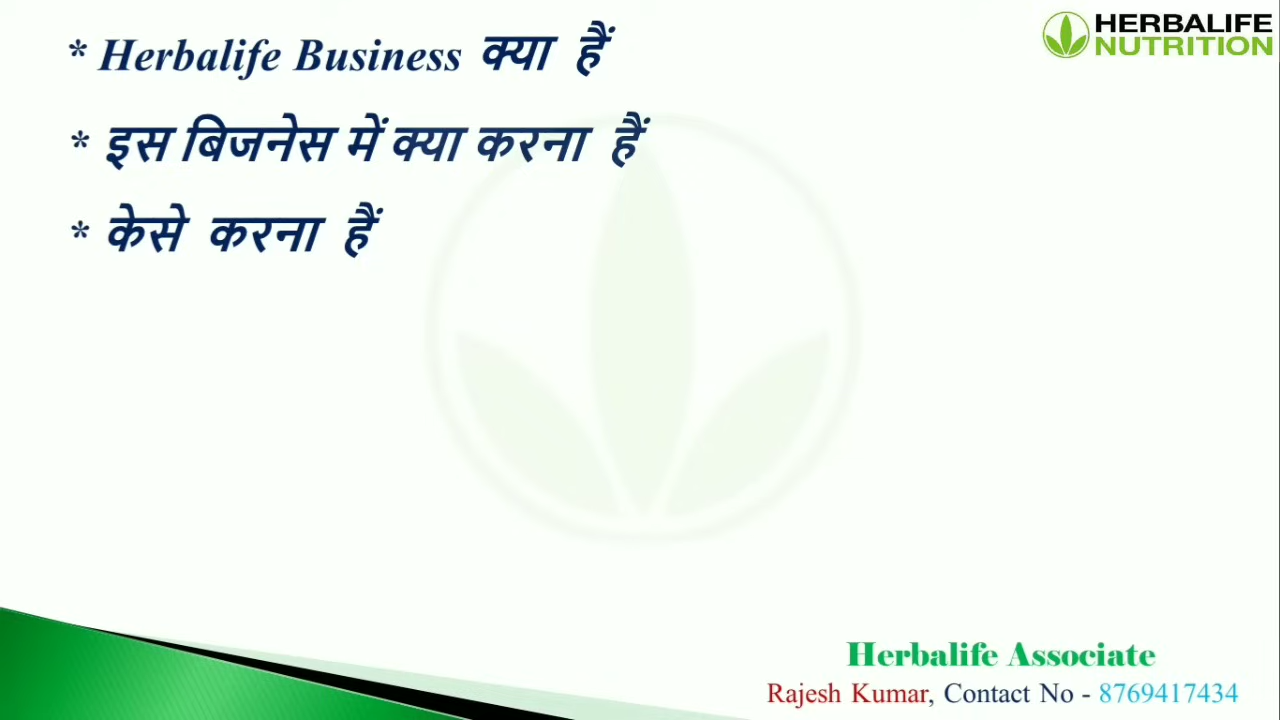 * Herbalife Business क्या हैं
HERBALIFE
NUTRITION
* इस बिजनेस में क्या करना हैं
* केसे करना हैं
Herbalife Associate
Rajesh Kumar, Contact No - 8769417434